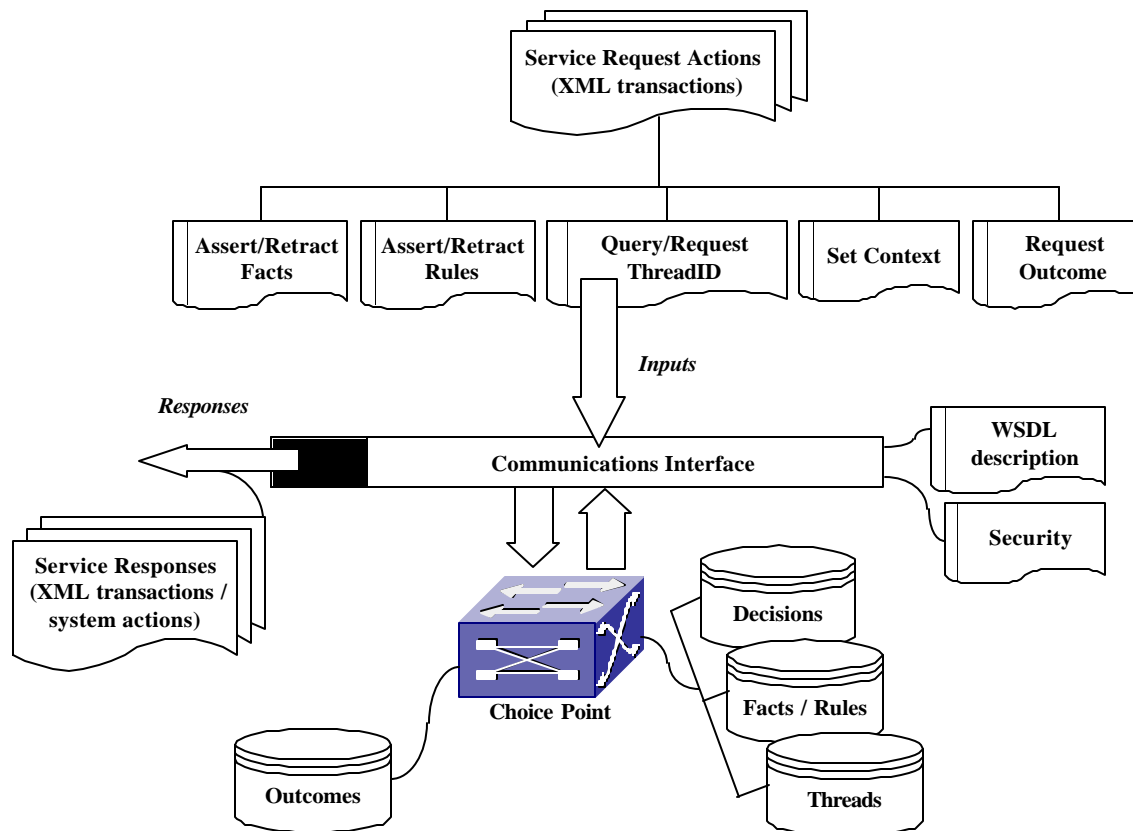 Service Request Actions
(XML transactions)
Assert/Retract
Facts
Assert/Retract
Rules
Query/Request
ThreadID
Set Context
Request
Outcome
Inputs
Responses
Communications Interface
WSDL
description
Security
Service Responses
(XML transactions /
system actions)
Decisions
Choice Point
Facts / Rules
Outcomes
Threads